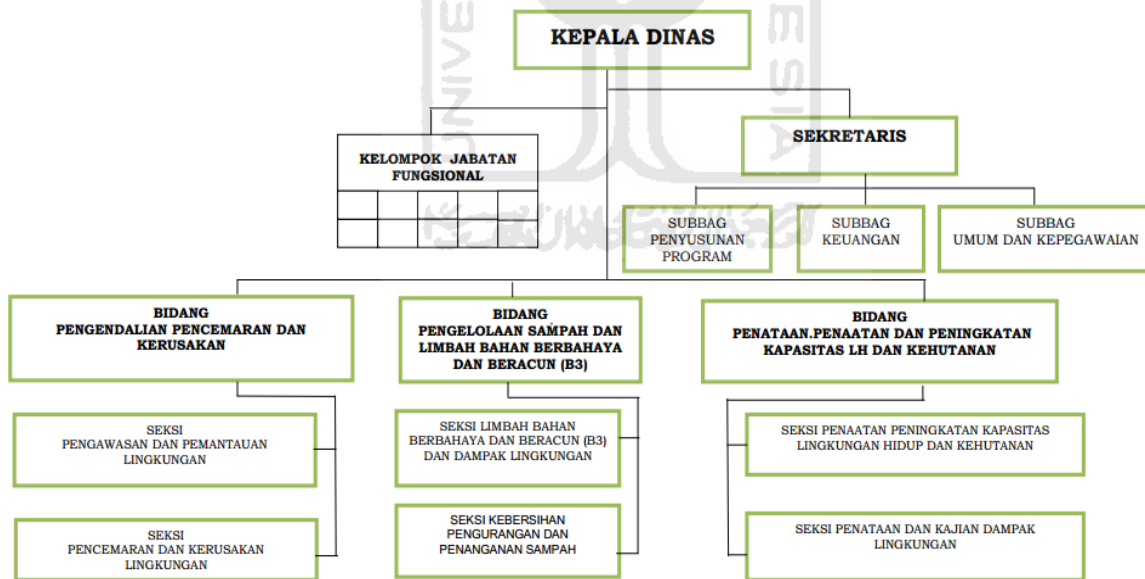 KEPALA DINAS
SEKRETARIS
KELOMPOK JABATAN
FUNGSIONAL
SUBBAG
PENYUSUNAN
PROGRAM
SUBBAG
KEUANGAN
SUBBAG
UMUM DAN KEPEGAWAIAN
BIDANG
PENGENDALIAN PENCEMARAN DAN
KERUSAKAN
BIDANG
PENGELOLAAN SAMPAH DAN
LIMBAH BAHAN BERBAHAYA
DAN BERACUN (B3)
BIDANG
PENATAAN.PENAATAN DAN PENINGKATAN
KAPASITAS LH DAN KEHUTANAN
SEKSI
PENGAWASAN DAN PEMANTAUAN
LINGKUNGAN
SEKSI LIMBAH BAHAN
BERBAHAYA DAN BERACUN (B3)
DAN DAMPAK LINGKUNGAN
SEKSI PENAATAN PENINGKATAN KAPASITAS
LINGKUNGAN HIDUP DAN KEHUTANAN
SEKSI
PENCEMARAN DAN KERUSAKAN
LINGKUNGAN
SEKSI KEBERSIHAN
PENGURANGAN DAN
PENANGANAN SAMPAH
SEKSI PENATAAN DAN KAJIAN DAMPAK
LINGKUNGAN
UNIVE
ESIA